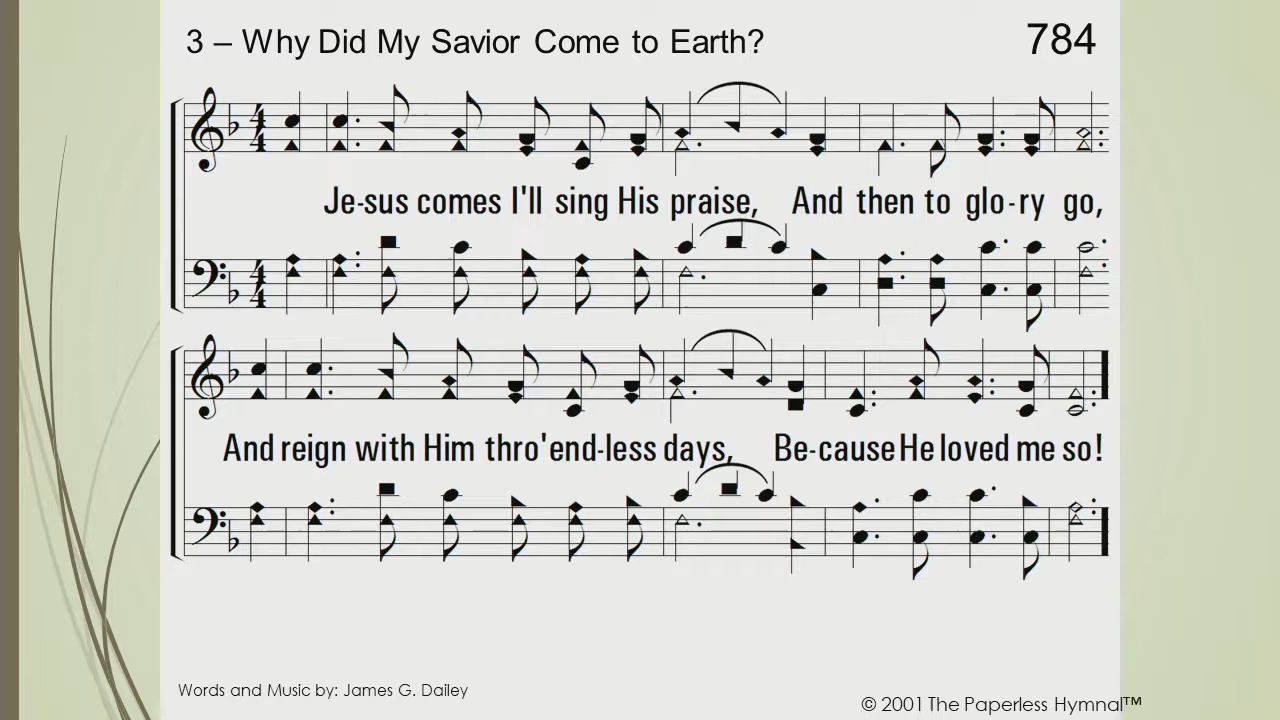 3 – Why Did My Savior Come to Earth?
784
Je-sus comes I'll sing His praise, And then to glo-ry go,
And reign with Him thro' end-less days, Be-cause He loved me so!
Words and Music by: James G. Dailey
© 2001 The Paperless Hymnal™